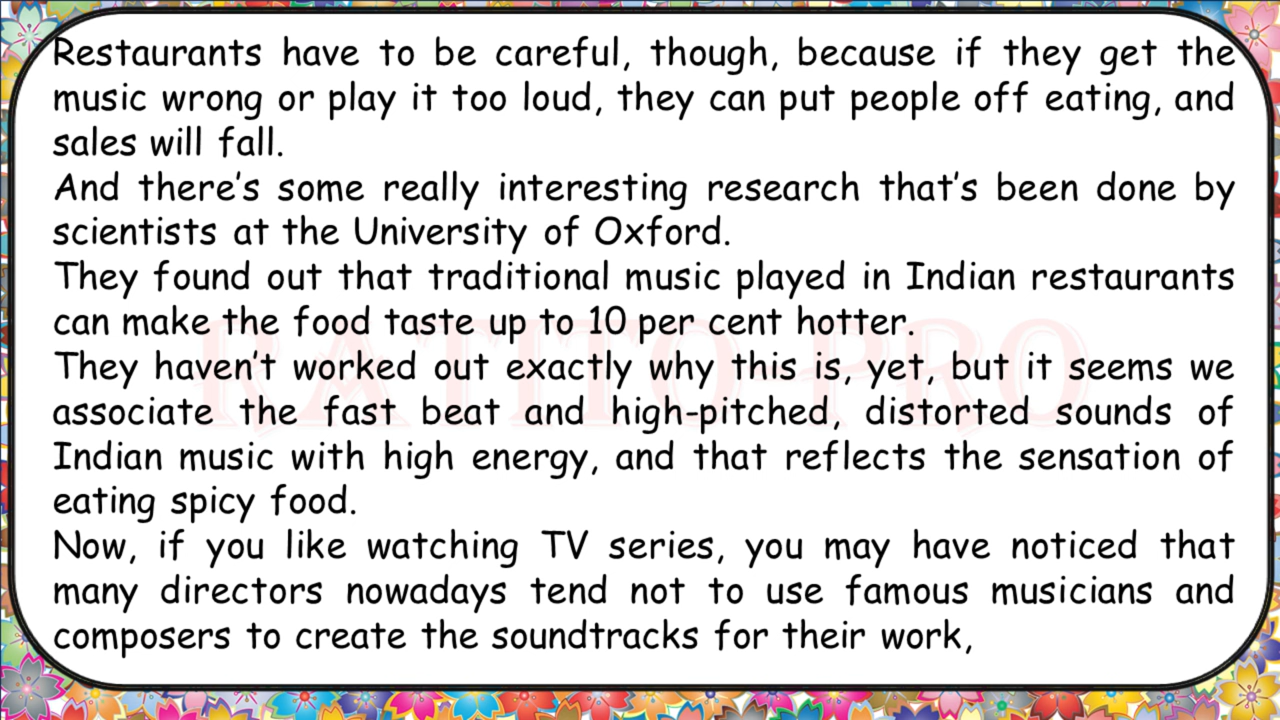 Restaurants have to be careful, though, because if they get the
music wrong or play it too loud, they can put people off eating, and
sales will fall.
And there's some really interesting research that's been done by
scientists at the University of Oxford.
They found out that traditional music played in Indian restaurants
can make the food taste up to 10 per cent hotter.
They haven't worked out exactly why this is, yet, but it seems we
associate the fast beat and high-pitched, distorted sounds of
Indian music with high energy, and that reflects the sensation of
eating spicy food.
Now, if you like watching TV series, you may have noticed that
many directors nowadays tend not to use famous musicians and
composers to create the soundtracks for their work,